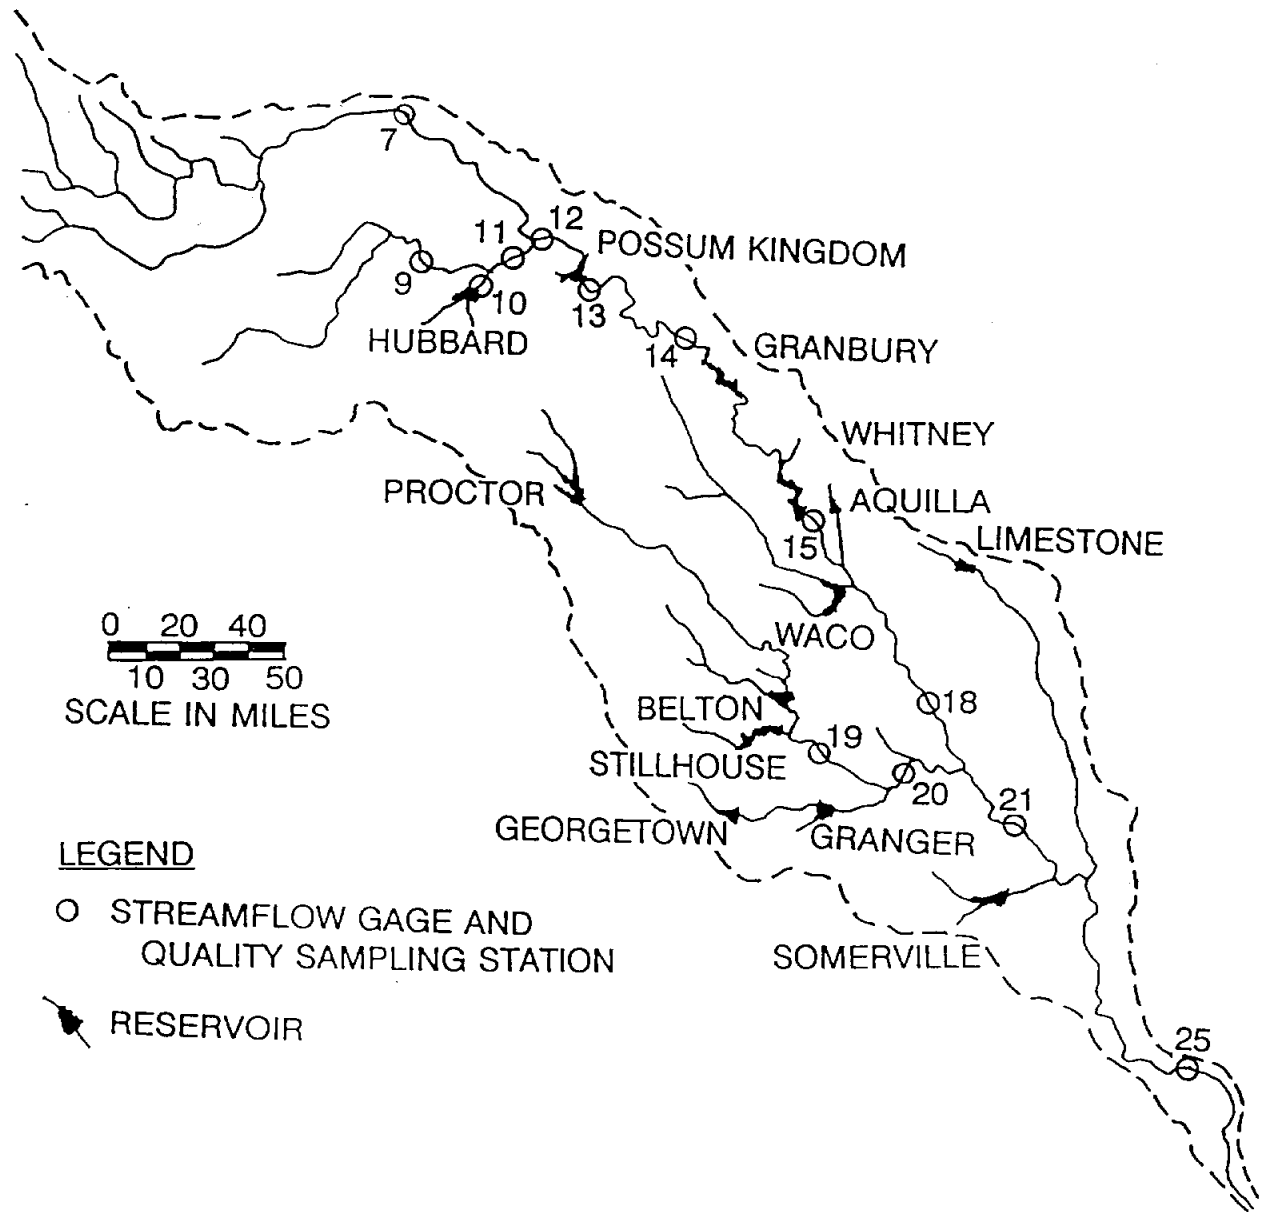 7
12
11
POSSUM KINGDOM
9
10
13
HUBBARD
14
GRANBURY
WHITNEY
PROCTOR
AQUILLA
15
LIMESTONE
0 20 40
10 30 50
SCALE IN MILES
WACO
BELTON
18
19
STILLHOUSE
20
21
GEORGETOWN
GRANGER
LEGEND
STREAMFLOW GAGE AND
QUALITY SAMPLING STATION
SOMERVILLE
RESERVOIR
25